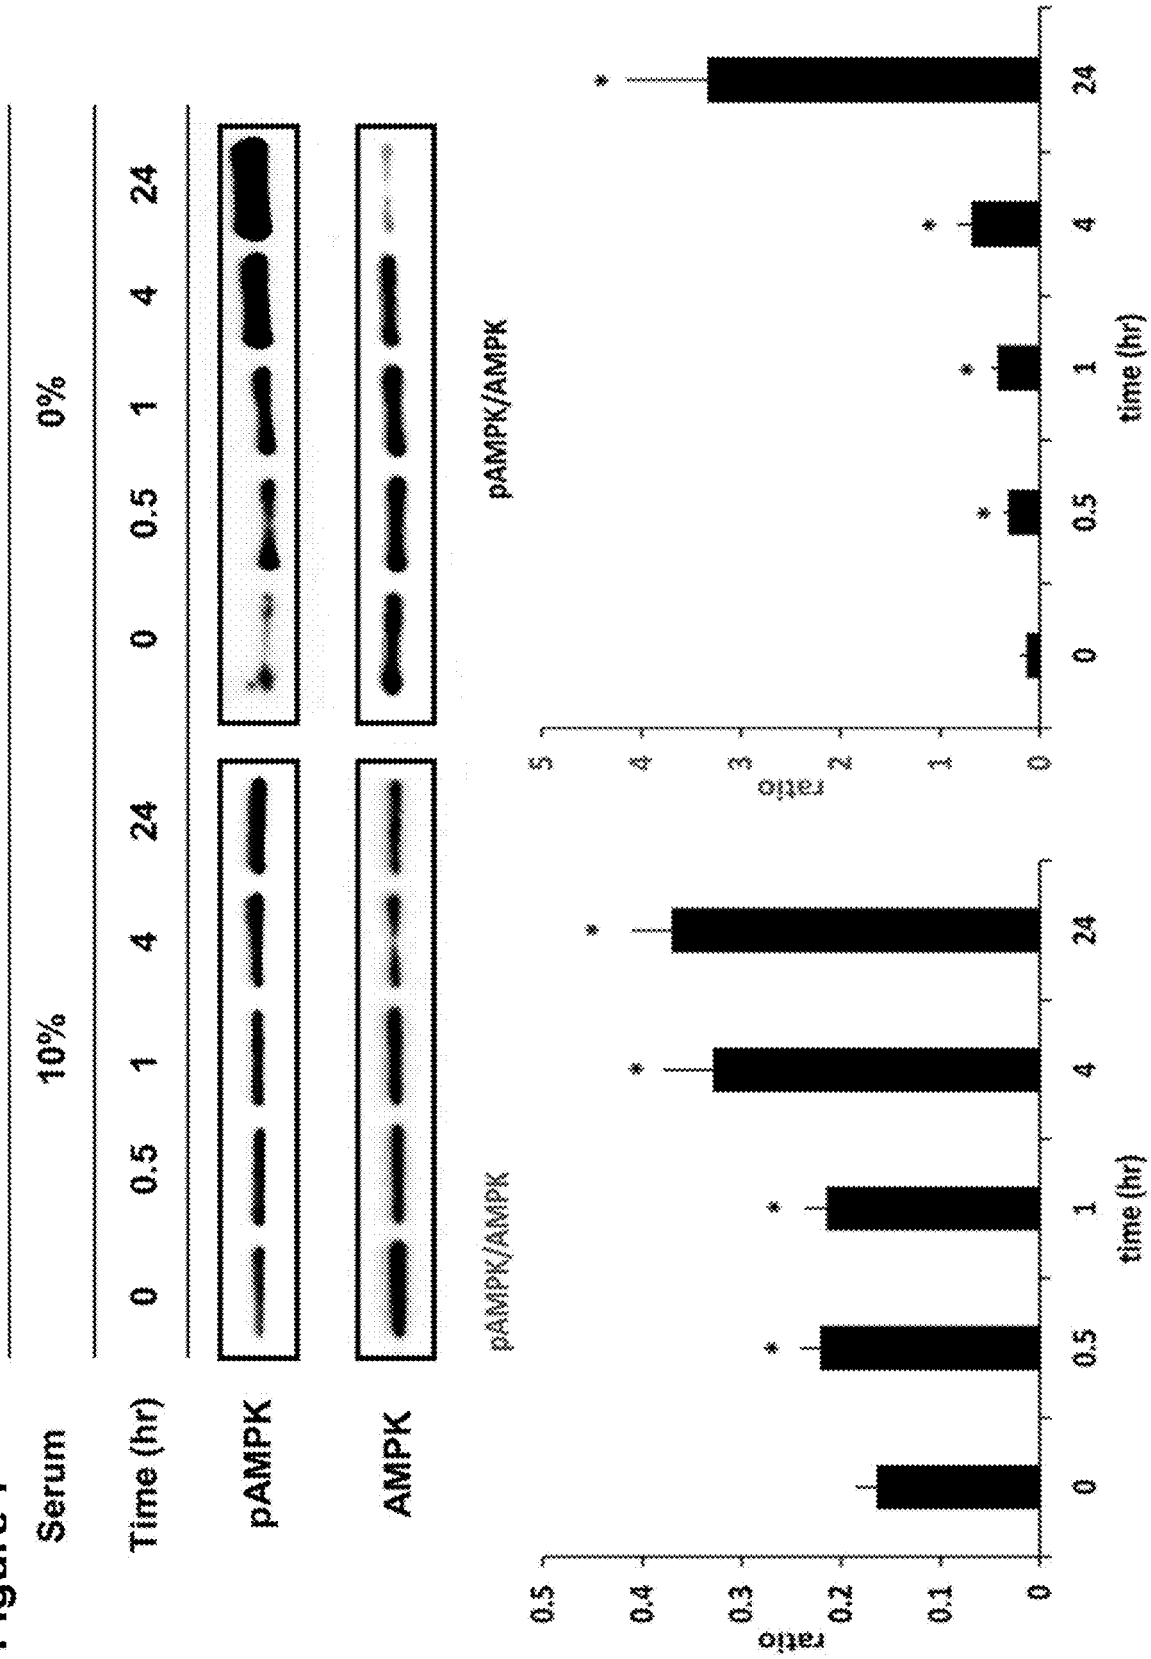 Serum 10% 0%
Time (hr) 0 0.5 1 4 24 0 0.5 1 4 24
pAMPK
AMPK
pAMPK/AMPK
ratio
0.5
0.4
0.3
0.2
0.1
0
0 0.5 1 4 24
time (hr)
pAMPK/AMPK
ratio
5
4
3
2
1
0
0 0.5 1 4 24
time (hr)
* * * *
* * * *